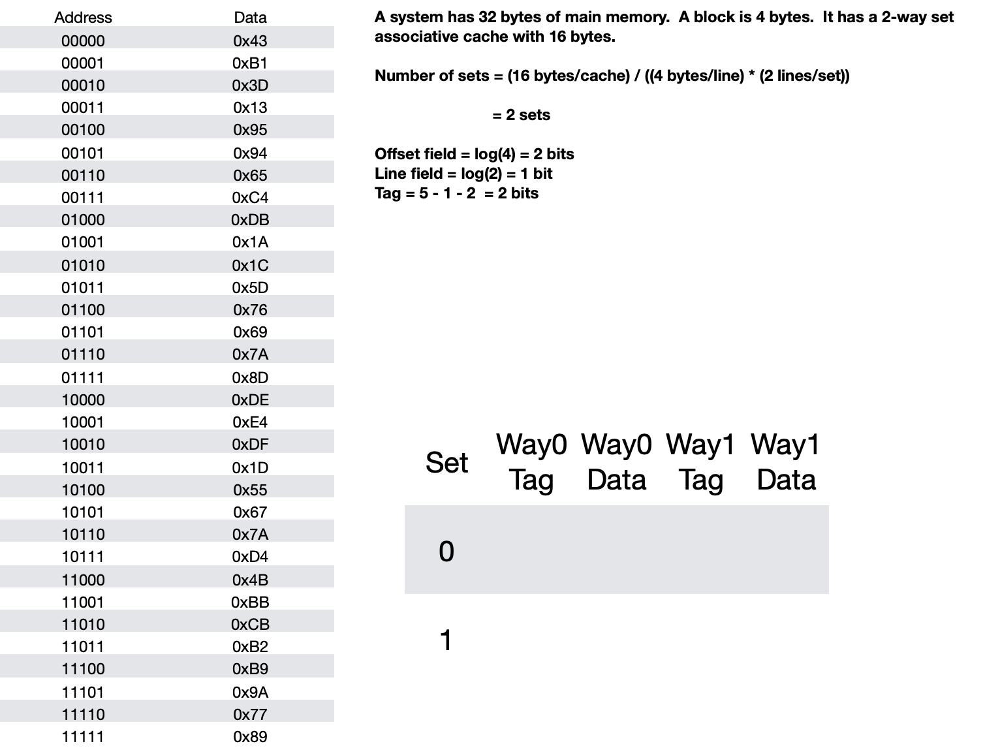 Address Data
00000 0x43
00001 0xB1
00010 0x3D
00011 0x13
00100 0x95
00101 0x94
00110 0x65
00111 0xC4
01000 0xDB
01001 0x1A
01010 0x1C
01011 0x5D
01100 0x76
01101 0x69
01110 0x7A
01111 0x8D
10000 0xDE
10001 0xE4
10010 0xDF
10011 0x1D
10100 0x55
10101 0x67
10110 0x7A
10111 0xD4
11000 0x4B
11001 0xBB
11010 0xCB
11011 0xB2
11100 0xB9
11101 0x9A
11110 0x77
11111 0x89
A system has 32 bytes of main memory.  A block is 4 bytes.  It has a 2-way set
associative cache with 16 bytes.
Number of sets = (16 bytes/cache) / ((4 bytes/line) * (2 lines/set))
= 2 sets
Offset field = log(4) = 2 bits
Line field = log(2) = 1 bit
Tag = 5 - 1 - 2  = 2 bits
Set Way0 Tag Way0 Data Way1 Tag Way1 Data
0
1